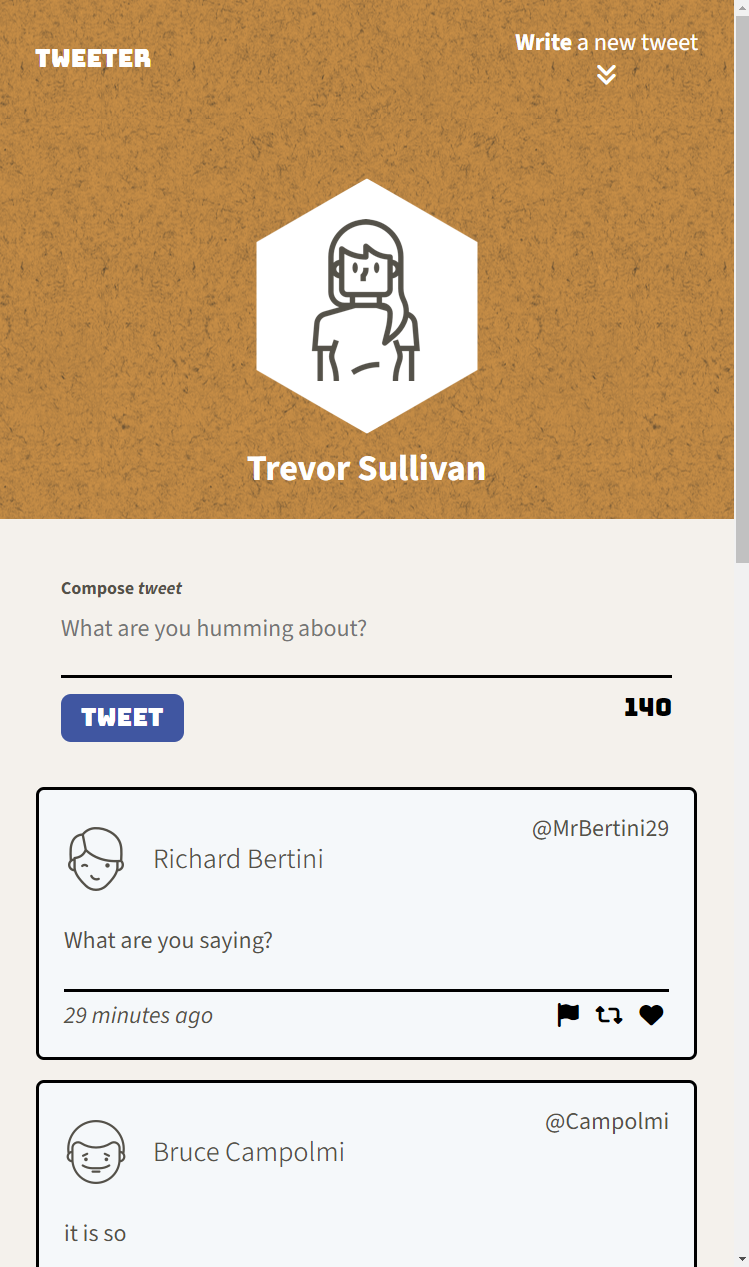 TWEETER
Write a new tweet
Trevor Sullivan
Compose tweet
What are you humming about?
TWEET
140
@MrBertini29
Richard Bertini
What are you saying?
29 minutes ago
@Campolmi
Bruce Campolmi
it is so